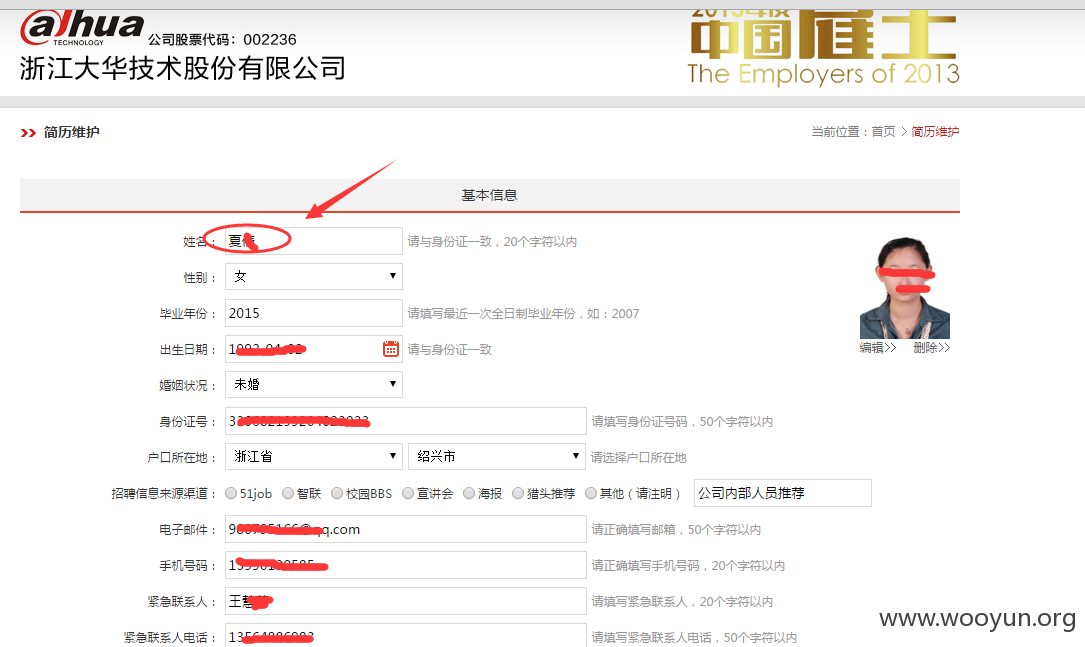 alhua
TECHNOLOGY
公司股票代码：002236
浙江大华技术股份有限公司
中国雇主
The Employers of 2013
简历维护
当前位置：首页 > 简历维护
基本信息
姓名： 夏 请与身份证一致，20个字符以内
性别： 女
毕业年份： 2015 请填写最近一次全日制毕业年份，如：2007
出生日期： 请与身份证一致
婚姻状况： 未婚
身份证号： 请填写身份证号码，50个字符以内
户口所在地： 浙江省 绍兴市 请选择户口所在地
招聘信息来源渠道： 51job 智联 校园BBS 宣讲会 海报 猎头推荐 其他（请注明） 公司内部人员推荐
电子邮件： qq.com 请正确填写邮箱，50个字符以内
手机号码： 请正确填写手机号码，20个字符以内
紧急联系人： 王 请填写紧急联系人，20个字符以内
紧急联系人电话： 请填写紧急联系人电话，50个字符以内
编辑>> 删除>>
www.wooyun.org